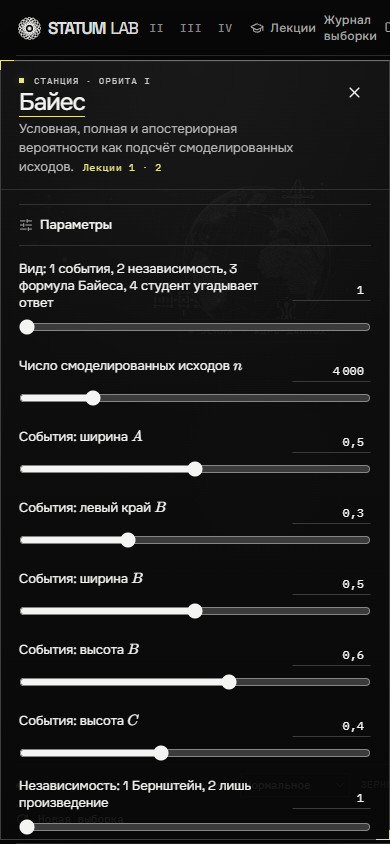 STATUM LAB II III IV Лекции Журнал выборки
СТАНЦИЯ · ОРБИТА I
Байес
Условная, полная и апостериорная
вероятности как подсчёт смоделированных
исходов. Лекции 1 · 2
Параметры
Вид: 1 события, 2 независимость, 3
формула Байеса, 4 студент угадывает
ответ
1
Число смоделированных исходов n
4 000
События: ширина A
0,5
События: левый край B
0,3
События: ширина B
0,5
События: высота B
0,6
События: высота C
0,4
Независимость: 1 Бернштейн, 2 лишь
произведение
1
Новая выборка